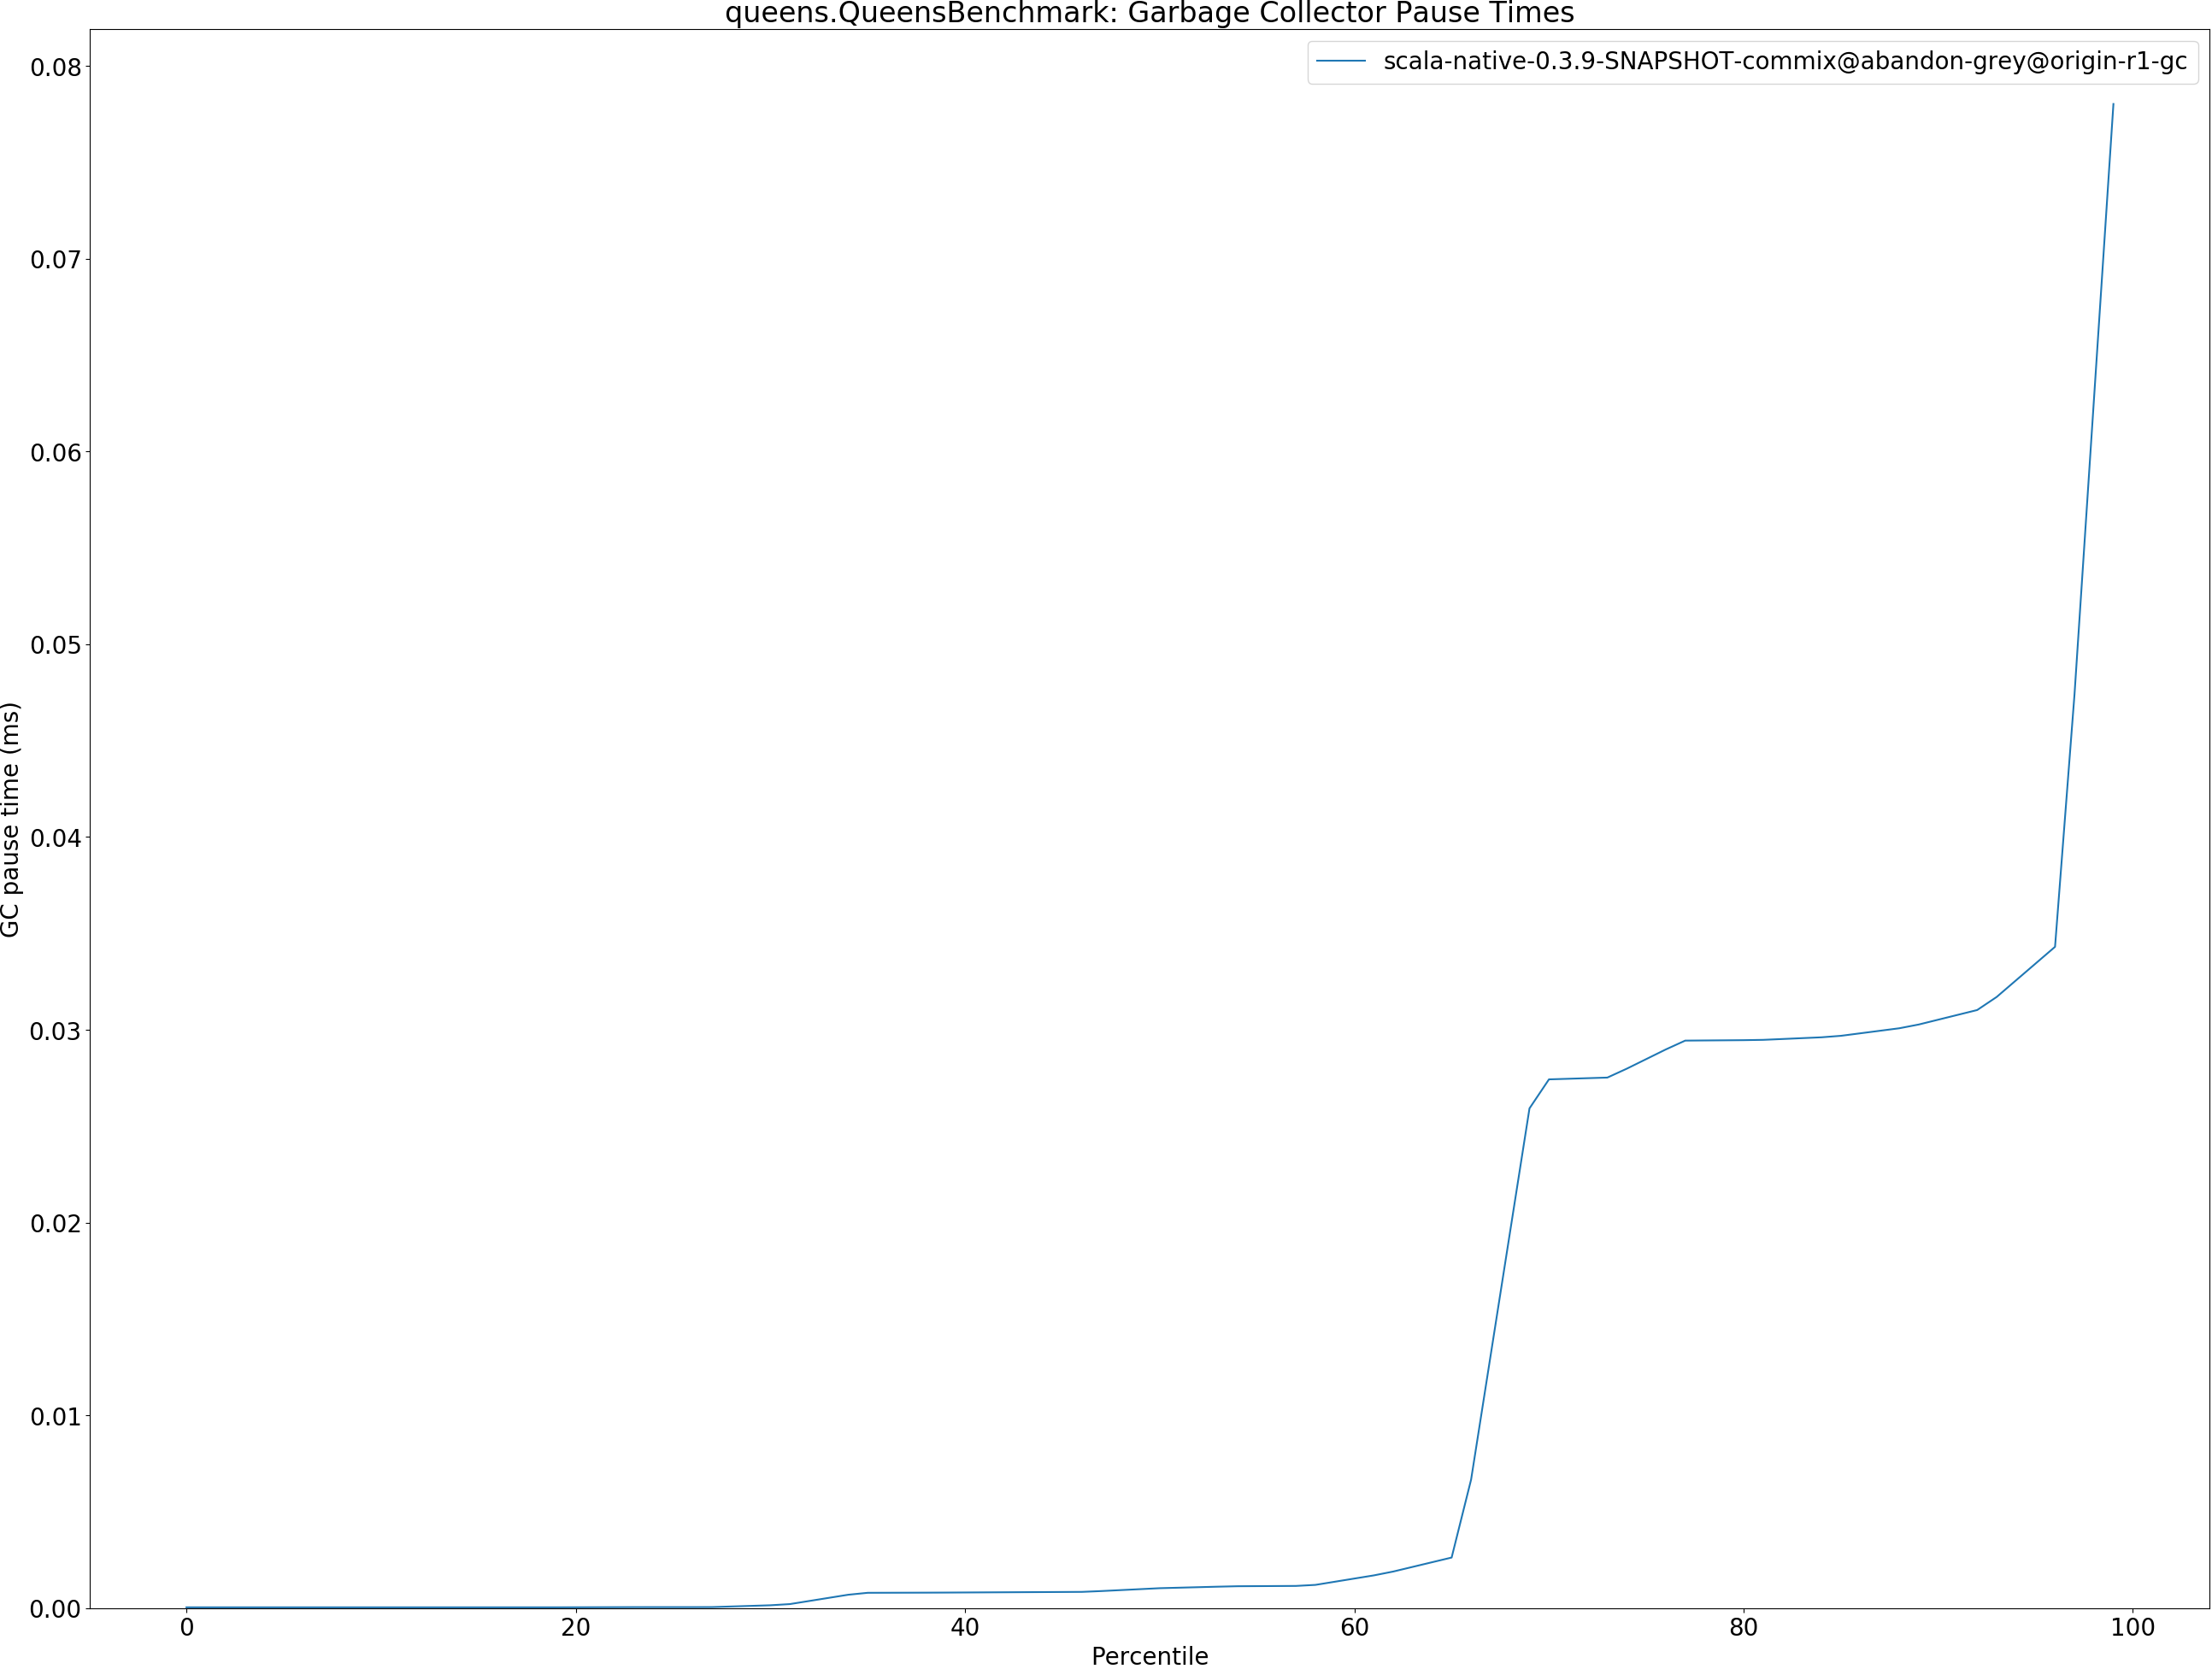 queens.QueensBenchmark: Garbage Collector Pause Times
scala-native-0.3.9-SNAPSHOT-commix@abandon-grey@origin-r1-gc
0.08
0.07
0.06
0.05
0.04
0.03
0.02
0.01
0.00
GC pause time (ms)
0 20 40 60 80 100
Percentile